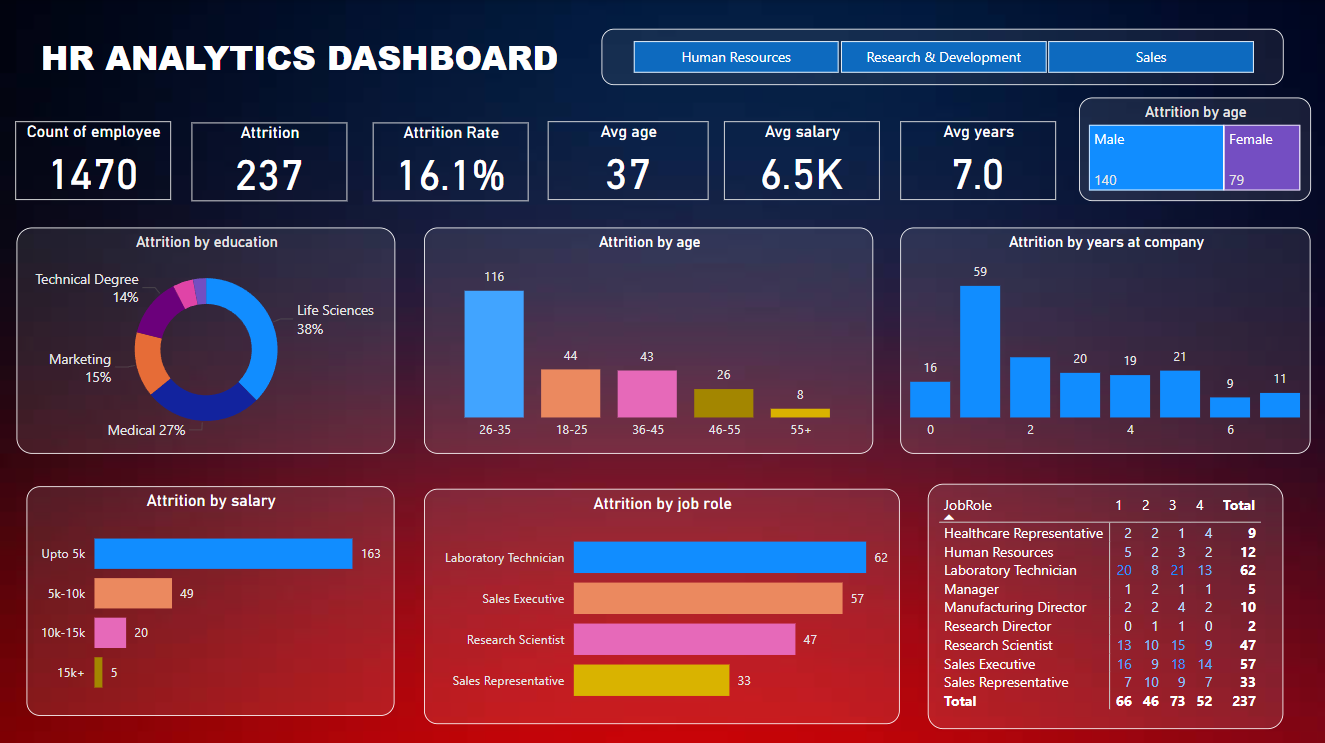 HR ANALYTICS DASHBOARD
Human Resources
Research & Development
Sales
Count of employee
1470
Attrition
237
Attrition Rate
16.1%
Avg age
37
Avg salary
6.5K
Avg years
7.0
Attrition by age
Male
140
Female
79
Attrition by education
Technical Degree
14%
Life Sciences
38%
Marketing
15%
Medical 27%
Attrition by age
116
44
43
26
8
26-35 18-25 36-45 46-55 55+
Attrition by years at company
59
16
20
19
21
9
11
0 2 4 6
Attrition by salary
Upto 5k 163
5k-10k 49
10k-15k 20
15k+ 5
Attrition by job role
Laboratory Technician 62
Sales Executive 57
Research Scientist 47
Sales Representative 33
JobRole 1 2 3 4 Total
Healthcare Representative 2 2 1 4 9
Human Resources 5 2 3 2 12
Laboratory Technician 20 8 21 13 62
Manager 1 2 1 1 5
Manufacturing Director 2 2 4 2 10
Research Director 0 1 1 0 2
Research Scientist 13 10 15 9 47
Sales Executive 16 9 18 14 57
Sales Representative 7 10 9 7 33
Total 66 46 73 52 237